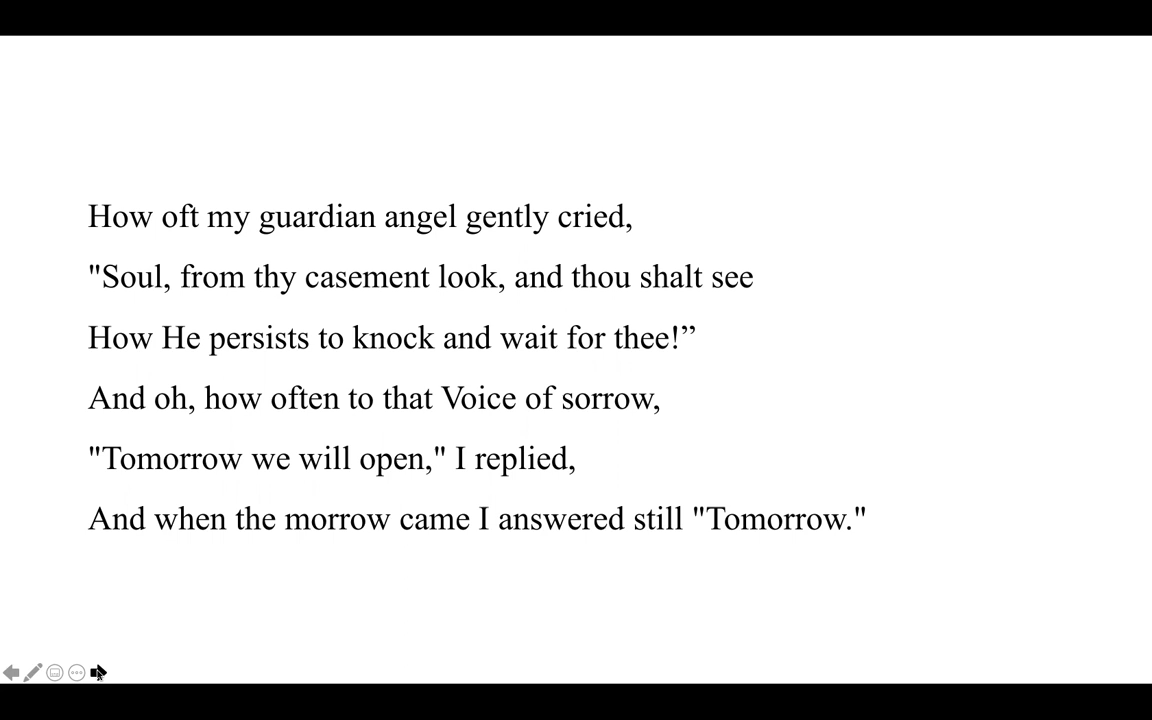 How oft my guardian angel gently cried,
"Soul, from thy casement look, and thou shalt see
How He persists to knock and wait for thee!”
And oh, how often to that Voice of sorrow,
"Tomorrow we will open," I replied,
And when the morrow came I answered still "Tomorrow."